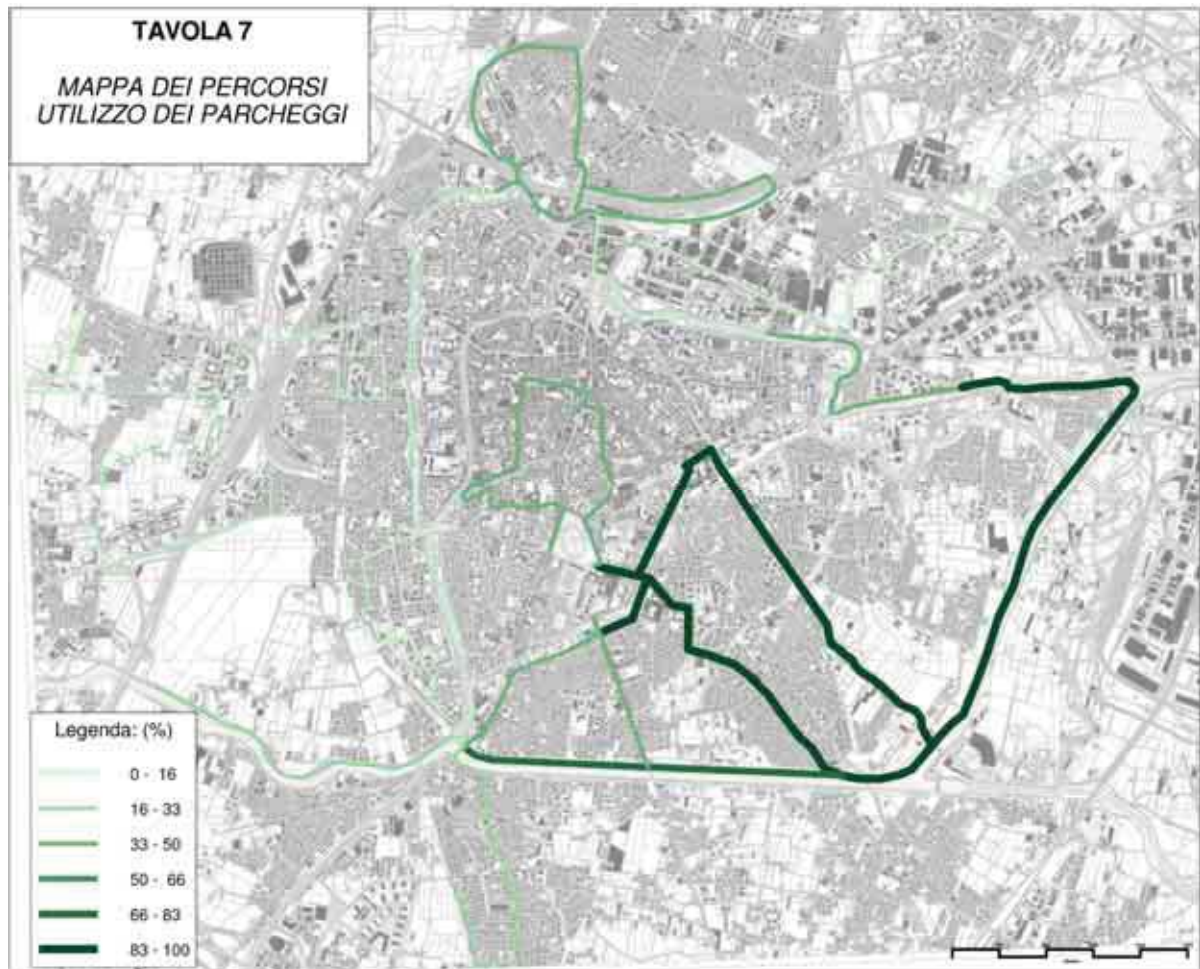 TAVOLA 7
MAPPA DEI PERCORSI
UTILIZZO DEI PARCHEGGI
Legenda: (%)
0 - 16
16 - 33
33 - 50
50 - 66
66 - 83
83 - 100